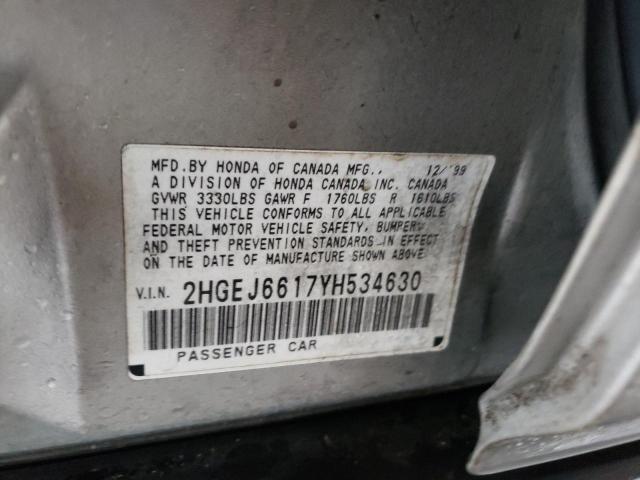 MFD.BY HONDA OF CANADA MFG., 12/'99
A DIVISION OF HONDA CANADA INC. CANADA
GVWR 3330LBS GAWR F 1760LBS R 1610LBS
THIS VEHICLE CONFORMS TO ALL APPLICABLE
FEDERAL MOTOR VEHICLE SAFETY, BUMPER,
AND THEFT PREVENTION STANDARDS IN EFFECT
ON THE DATE OF MANUFACTURE SHOWN ABOVE.
V.I.N. 2HGEJ6617YH534630
PASSENGER CAR